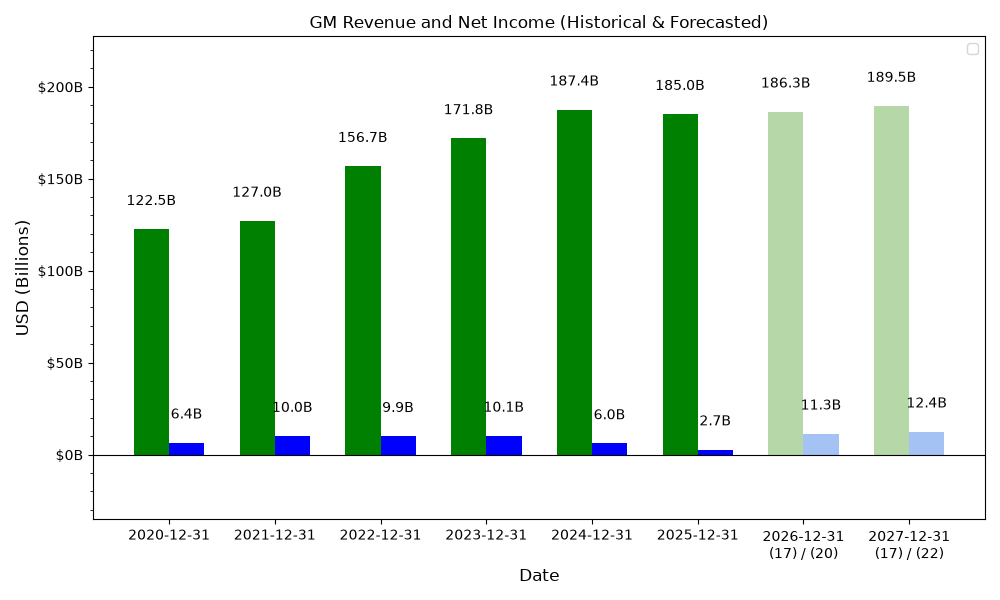 GM Revenue and Net Income (Historical & Forecasted)
USD (Billions)
$200B
$150B
$100B
$50B
$0B
122.5B
6.4B
127.0B
10.0B
156.7B
9.9B
171.8B
10.1B
187.4B
6.0B
185.0B
2.7B
186.3B
11.3B
189.5B
12.4B
2020-12-31
2021-12-31
2022-12-31
2023-12-31
2024-12-31
2025-12-31
2026-12-31
(17) / (20)
2027-12-31
(17) / (22)
Date